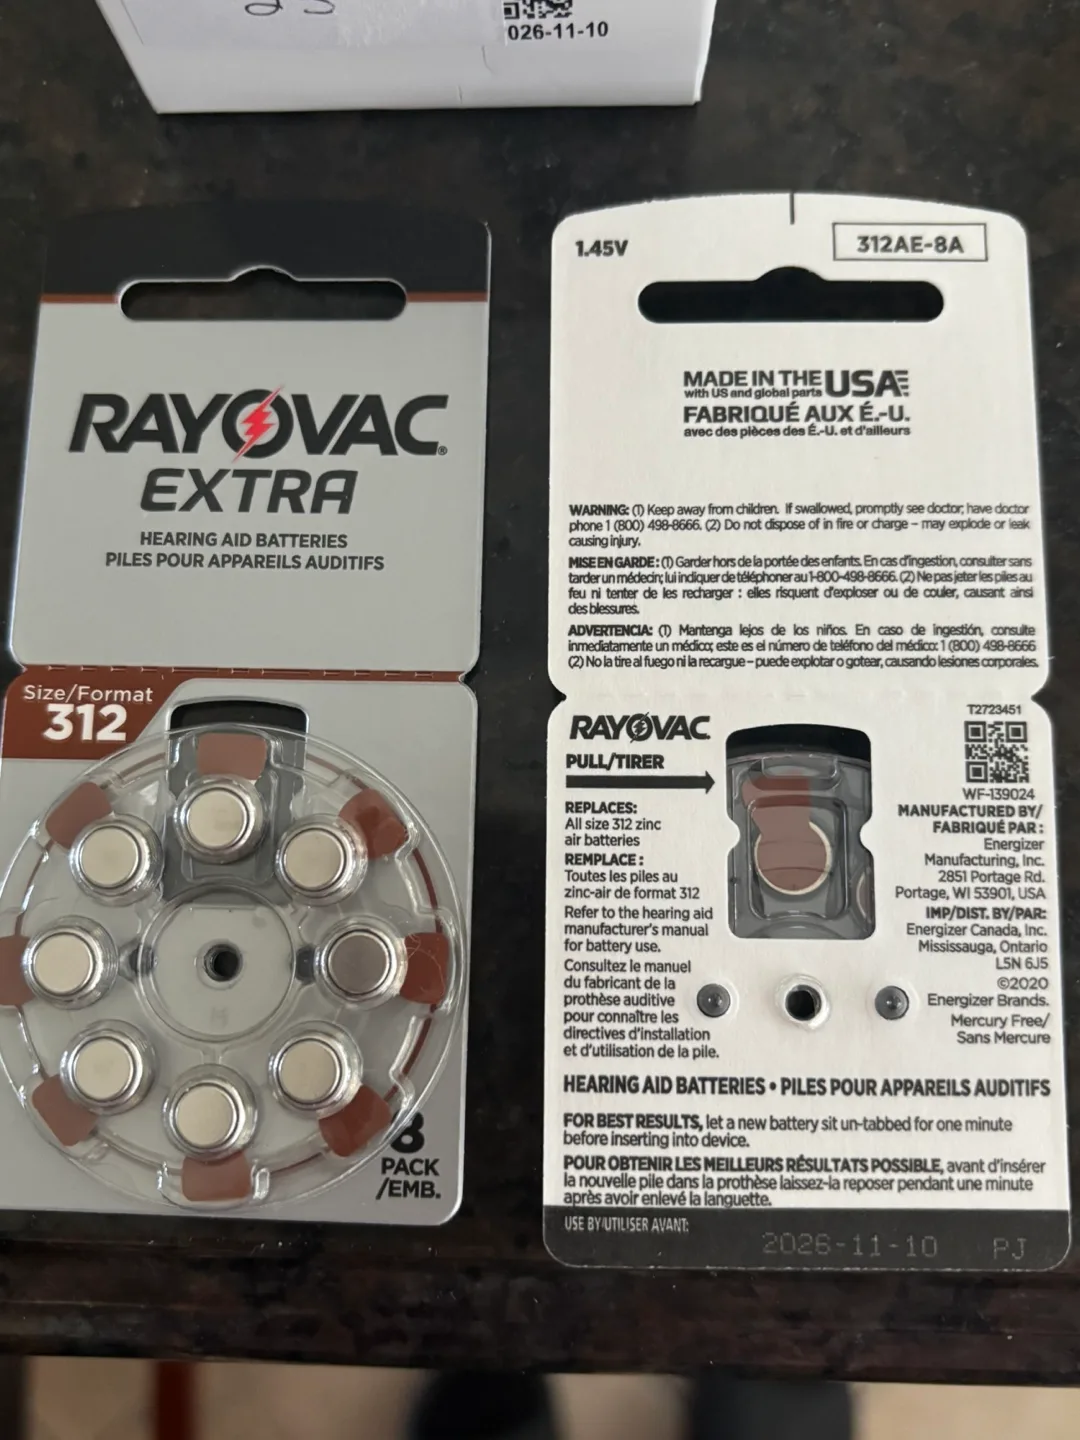 026-11-10
RAYOVAC®
EXTRA
HEARING AID BATTERIES
PILES POUR APPAREILS AUDITIFS
Size/Format
312
8
PACK
/EMB.
1.45V
312AE-8A
MADE IN THE USA
with US and global parts
FABRIQUÉ AUX É.-U.
avec des pièces des É.-U. et d'ailleurs
WARNING: (1) Keep away from children. If swallowed, promptly see doctor; have doctor
phone 1 (800) 498-8666. (2) Do not dispose of in fire or charge – may explode or leak
causing injury.
MISE EN GARDE : (1) Garder hors de la portée des enfants. En cas d'ingestion, consulter sans
tarder un médecin; lui indiquer de téléphoner au 1-800-498-8666. (2) Ne pas jeter les piles au
feu ni tenter de les recharger : elles risquent d'exploser ou de couler, causant ainsi
des blessures.
ADVERTENCIA: (1) Mantenga lejos de los niños. En caso de ingestión, consulte
inmediatamente un médico; este es el número de teléfono del médico: 1 (800) 498-8666
(2) No la tire al fuego ni la recargue – puede explotar o gotear, causando lesiones corporales.
RAYOVAC
PULL/TIRER
REPLACES:
All size 312 zinc
air batteries
REMPLACE :
Toutes les piles au
zinc-air de format 312
Refer to the hearing aid
manufacturer's manual
for battery use.
Consultez le manuel
du fabricant de la
prothèse auditive
pour connaître les
directives d'installation
et d'utilisation de la pile.
T2723451
WF-139024
MANUFACTURED BY/
FABRIQUÉ PAR :
Energizer
Manufacturing, Inc.
2851 Portage Rd.
Portage, WI 53901, USA
IMP/DIST. BY/PAR:
Energizer Canada, Inc.
Mississauga, Ontario
L5N 6J5
©2020
Energizer Brands.
Mercury Free/
Sans Mercure
HEARING AID BATTERIES • PILES POUR APPAREILS AUDITIFS
FOR BEST RESULTS, let a new battery sit un-tabbed for one minute
before inserting into device.
POUR OBTENIR LES MEILLEURS RÉSULTATS POSSIBLE, avant d'insérer
la nouvelle pile dans la prothèse laissez-la reposer pendant une minute
après avoir enlevé la languette.
USE BY/UTILISER AVANT:
2026-11-10 PJ